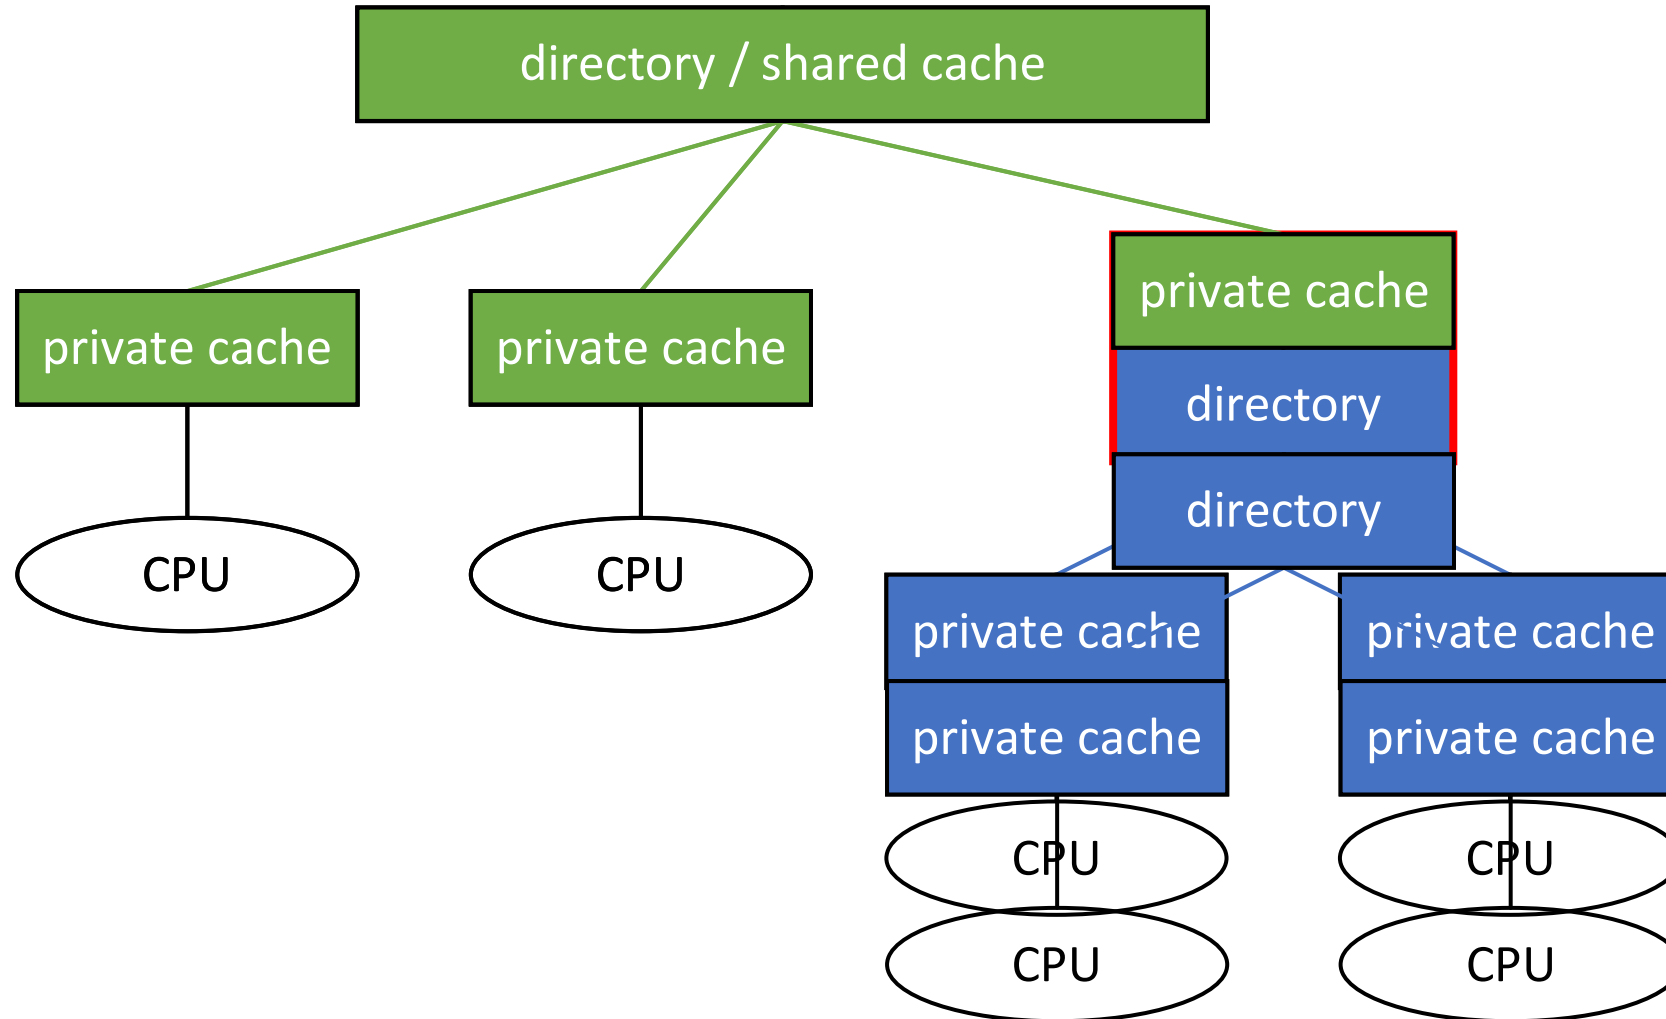 directory / shared cache
private cache
private cache
private cache
directory
directory
CPU
CPU
private cache
private cache
private cache
private cache
CPU
CPU
CPU
CPU